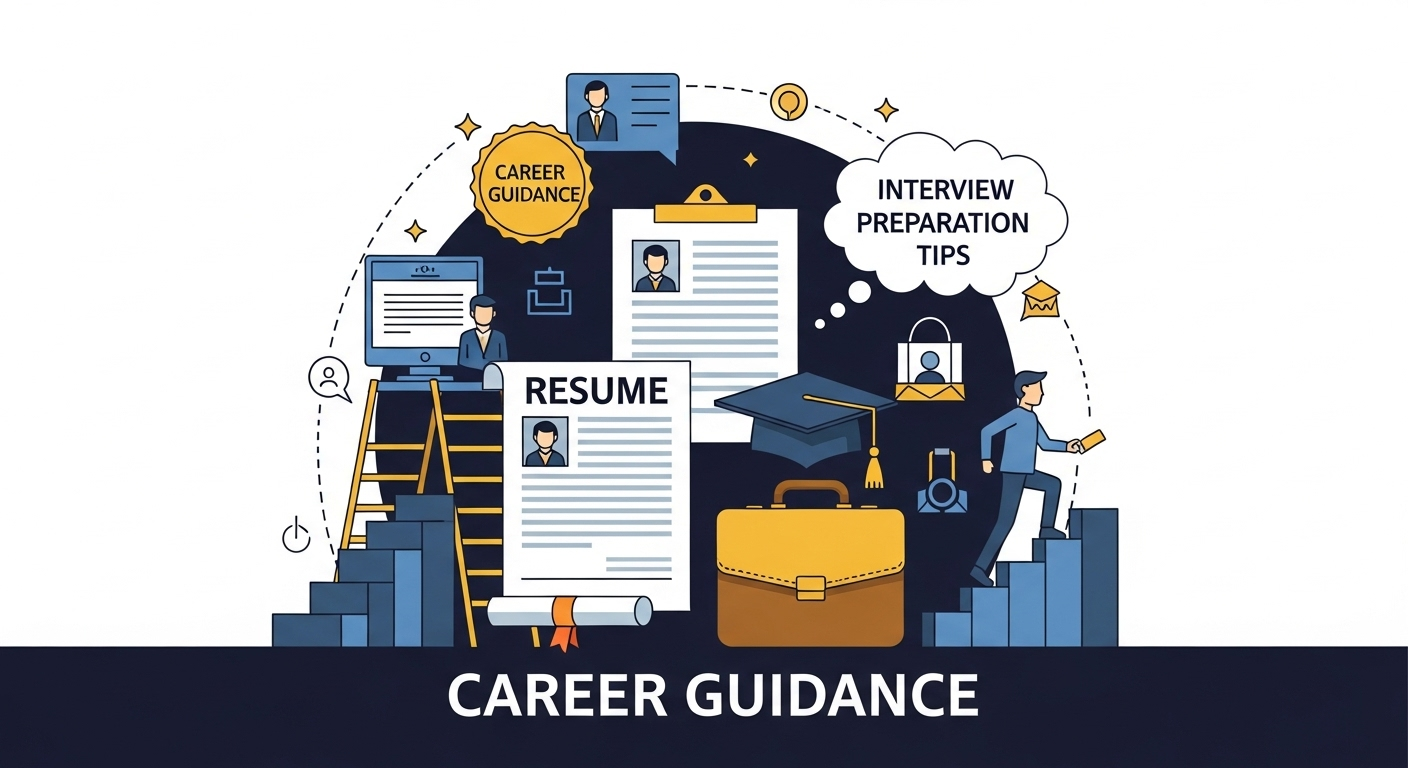 CAREER
GUIDANCE
INTERVIEW
PREPARATION
TIPS
RESUME
CAREER GUIDANCE